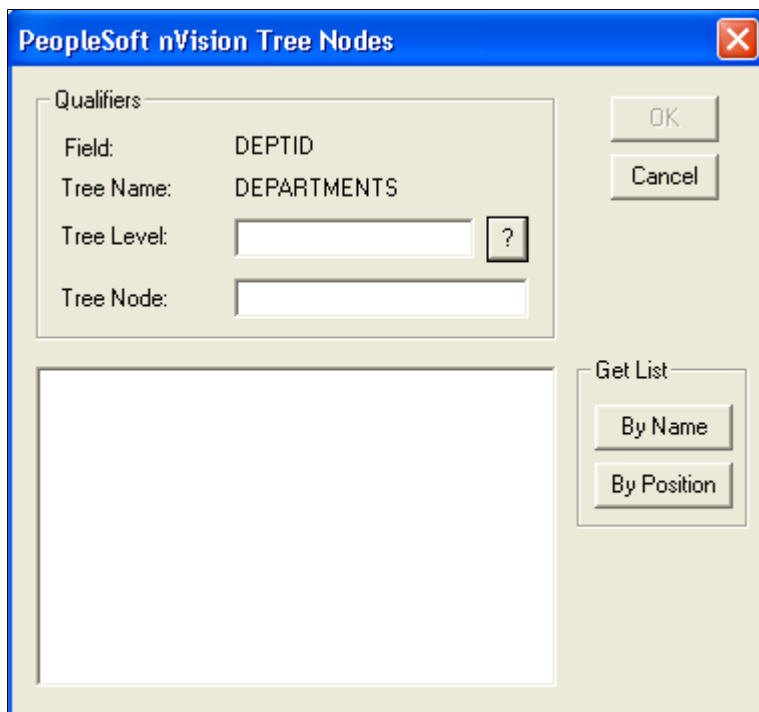 PeopleSoft nVision Tree Nodes
Qualifiers
Field: DEPTID
Tree Name: DEPARTMENTS
Tree Level: ?
Tree Node:
OK
Cancel
Get List
By Name
By Position